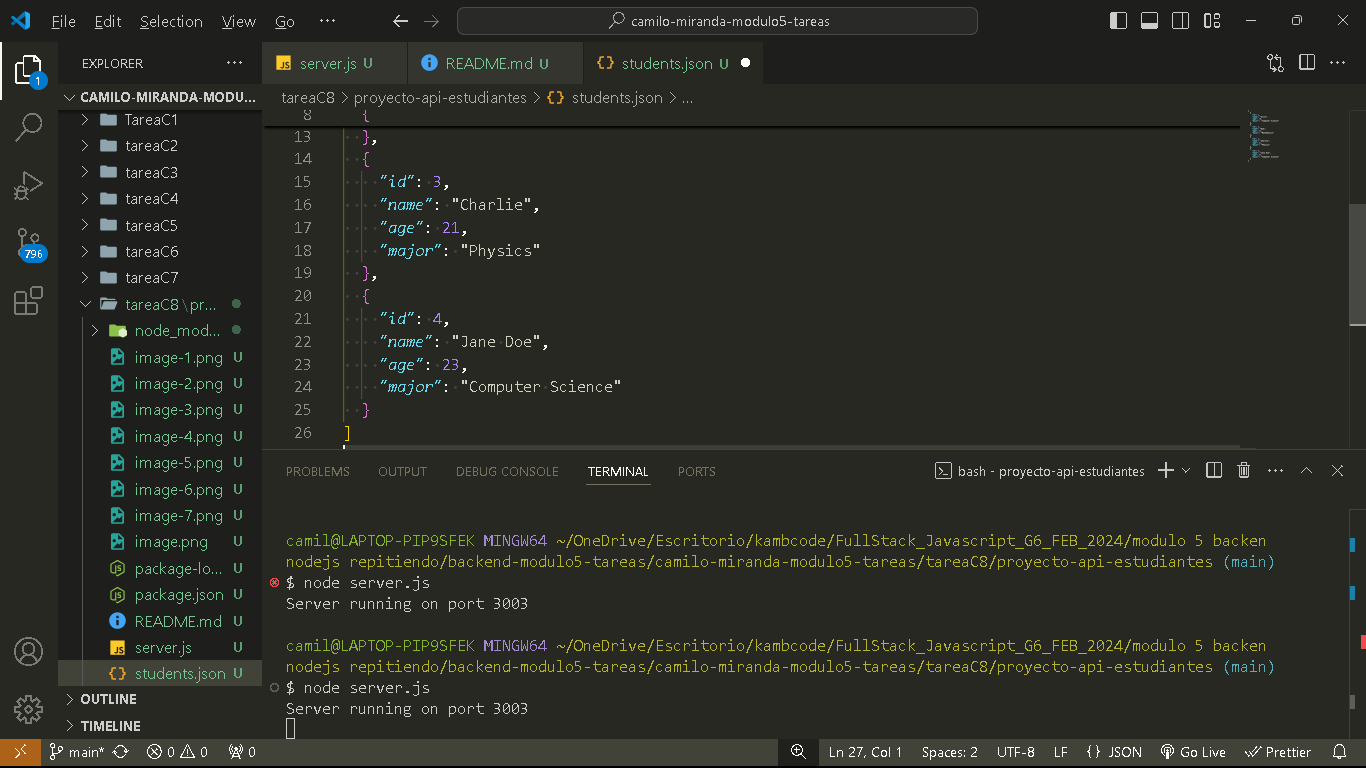 File Edit Selection View Go ··· camilo-miranda-modulo5-tareas
EXPLORER ···
server.js U README.md U students.json U
CAMILO-MIRANDA-MODU...
tareaC8 > proyecto-api-estudiantes > {} students.json > ...
TareaC1
tareaC2
tareaC3
tareaC4
tareaC5
tareaC6
tareaC7
tareaC8\pr...
node_mod...
image-1.png U
image-2.png U
image-3.png U
image-4.png U
image-5.png U
image-6.png U
image-7.png U
image.png U
package-lo... U
package.json U
README.md U
server.js U
students.json U
OUTLINE
TIMELINE
1
796
8 {
13 },
14 {
15 "id": 3,
16 "name": "Charlie",
17 "age": 21,
18 "major": "Physics"
19 },
20 {
21 "id": 4,
22 "name": "Jane Doe",
23 "age": 23,
24 "major": "Computer Science"
25 }
26 ]
PROBLEMS OUTPUT DEBUG CONSOLE TERMINAL PORTS bash - proyecto-api-estudiantes
camil@LAPTOP-PIP9SFEK MINGW64 ~/OneDrive/Escritorio/kambcode/FullStack_Javascript_G6_FEB_2024/modulo 5 backen
nodejs repitiendo/backend-modulo5-tareas/camilo-miranda-modulo5-tareas/tareaC8/proyecto-api-estudiantes (main)
$ node server.js
Server running on port 3003
camil@LAPTOP-PIP9SFEK MINGW64 ~/OneDrive/Escritorio/kambcode/FullStack_Javascript_G6_FEB_2024/modulo 5 backen
nodejs repitiendo/backend-modulo5-tareas/camilo-miranda-modulo5-tareas/tareaC8/proyecto-api-estudiantes (main)
$ node server.js
Server running on port 3003
main* 0 0 0 Ln 27, Col 1 Spaces: 2 UTF-8 LF {} JSON Go Live Prettier